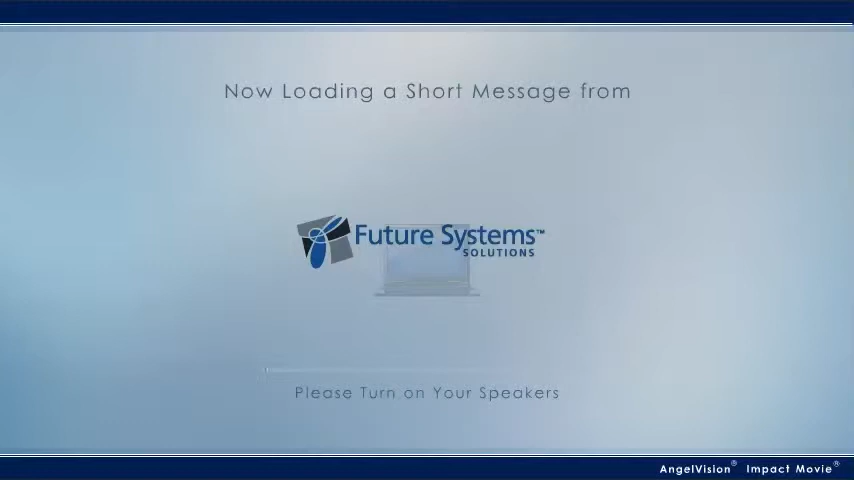 Now Loading a Short Message from
Future Systems™
SOLUTIONS
Please Turn on Your Speakers
AngelVision® Impact Movie®